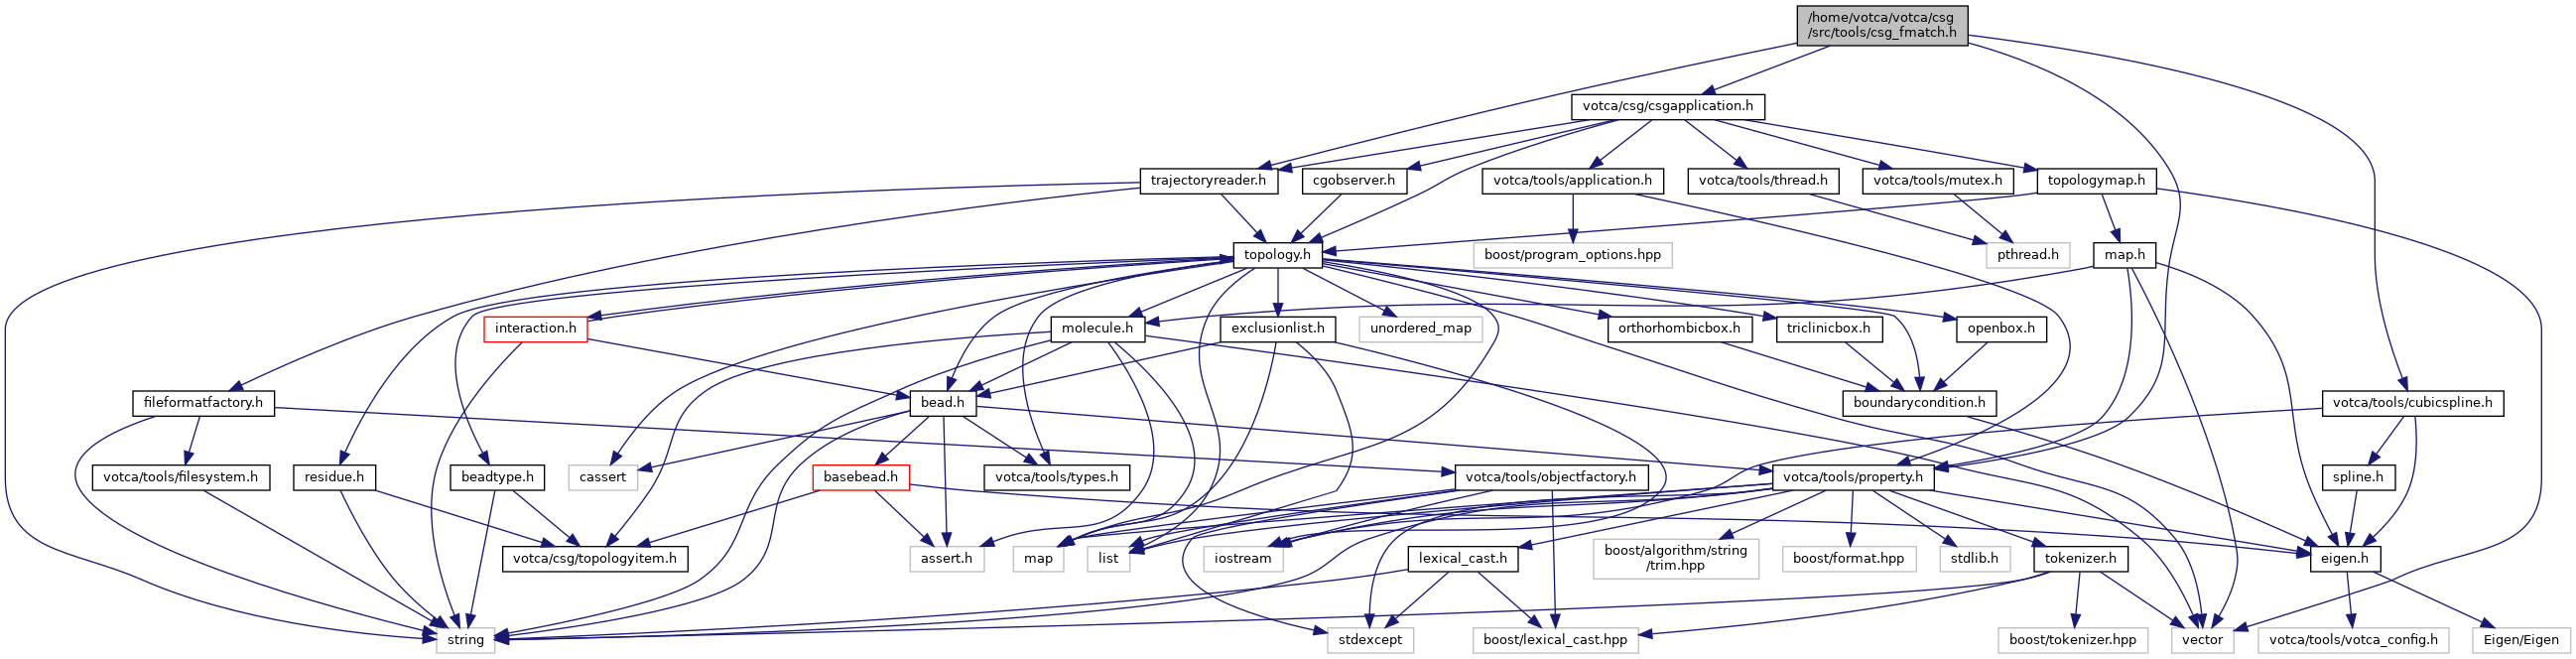 /home/votca/votca/csg
/src/tools/csg_fmatch.h
votca/csg/csgapplication.h
trajectoryreader.h
cgobserver.h
votca/tools/application.h
votca/tools/thread.h
votca/tools/mutex.h
topologymap.h
topology.h
boost/program_options.hpp
pthread.h
map.h
interaction.h
molecule.h
exclusionlist.h
unordered_map
orthorhombicbox.h
triclinicbox.h
openbox.h
fileformatfactory.h
bead.h
boundarycondition.h
votca/tools/cubicspline.h
votca/tools/filesystem.h
residue.h
beadtype.h
cassert
basebead.h
votca/tools/types.h
votca/tools/objectfactory.h
votca/tools/property.h
spline.h
votca/csg/topologyitem.h
assert.h
map
list
iostream
lexical_cast.h
boost/algorithm/string
/trim.hpp
boost/format.hpp
stdlib.h
tokenizer.h
eigen.h
string
stdexcept
boost/lexical_cast.hpp
boost/tokenizer.hpp
vector
votca/tools/votca_config.h
Eigen/Eigen